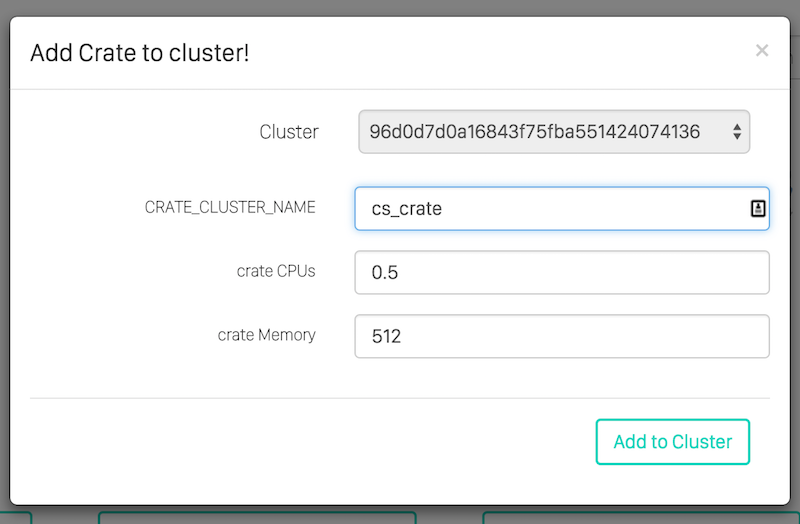 Add Crate to cluster! ×
Cluster 96d0d7d0a16843f75fba551424074136
CRATE_CLUSTER_NAME cs_crate
crate CPUs 0.5
crate Memory 512
Add to Cluster